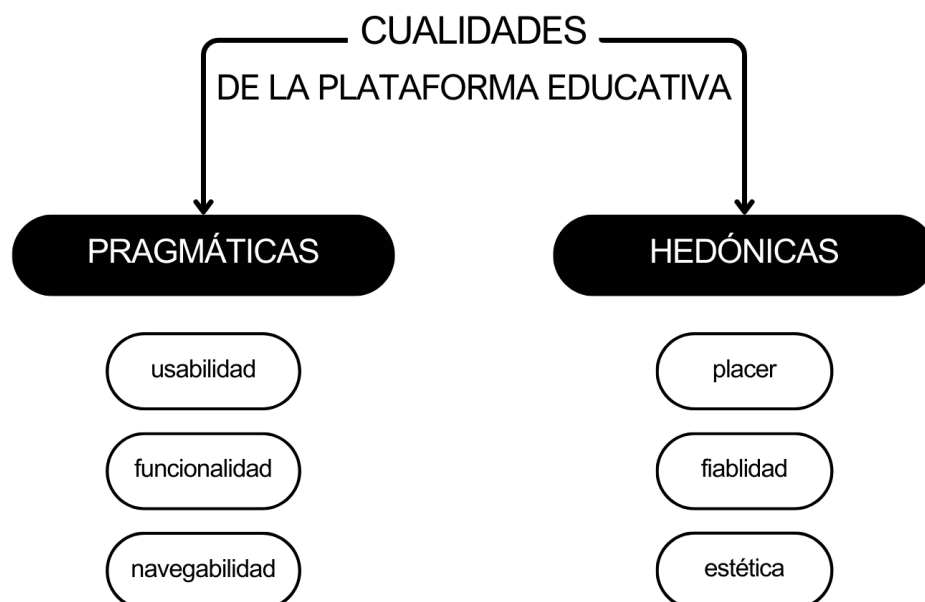 CUALIDADES
DE LA PLATAFORMA EDUCATIVA
PRAGMÁTICAS
HEDÓNICAS
usabilidad
placer
funcionalidad
fiablidad
navegabilidad
estética